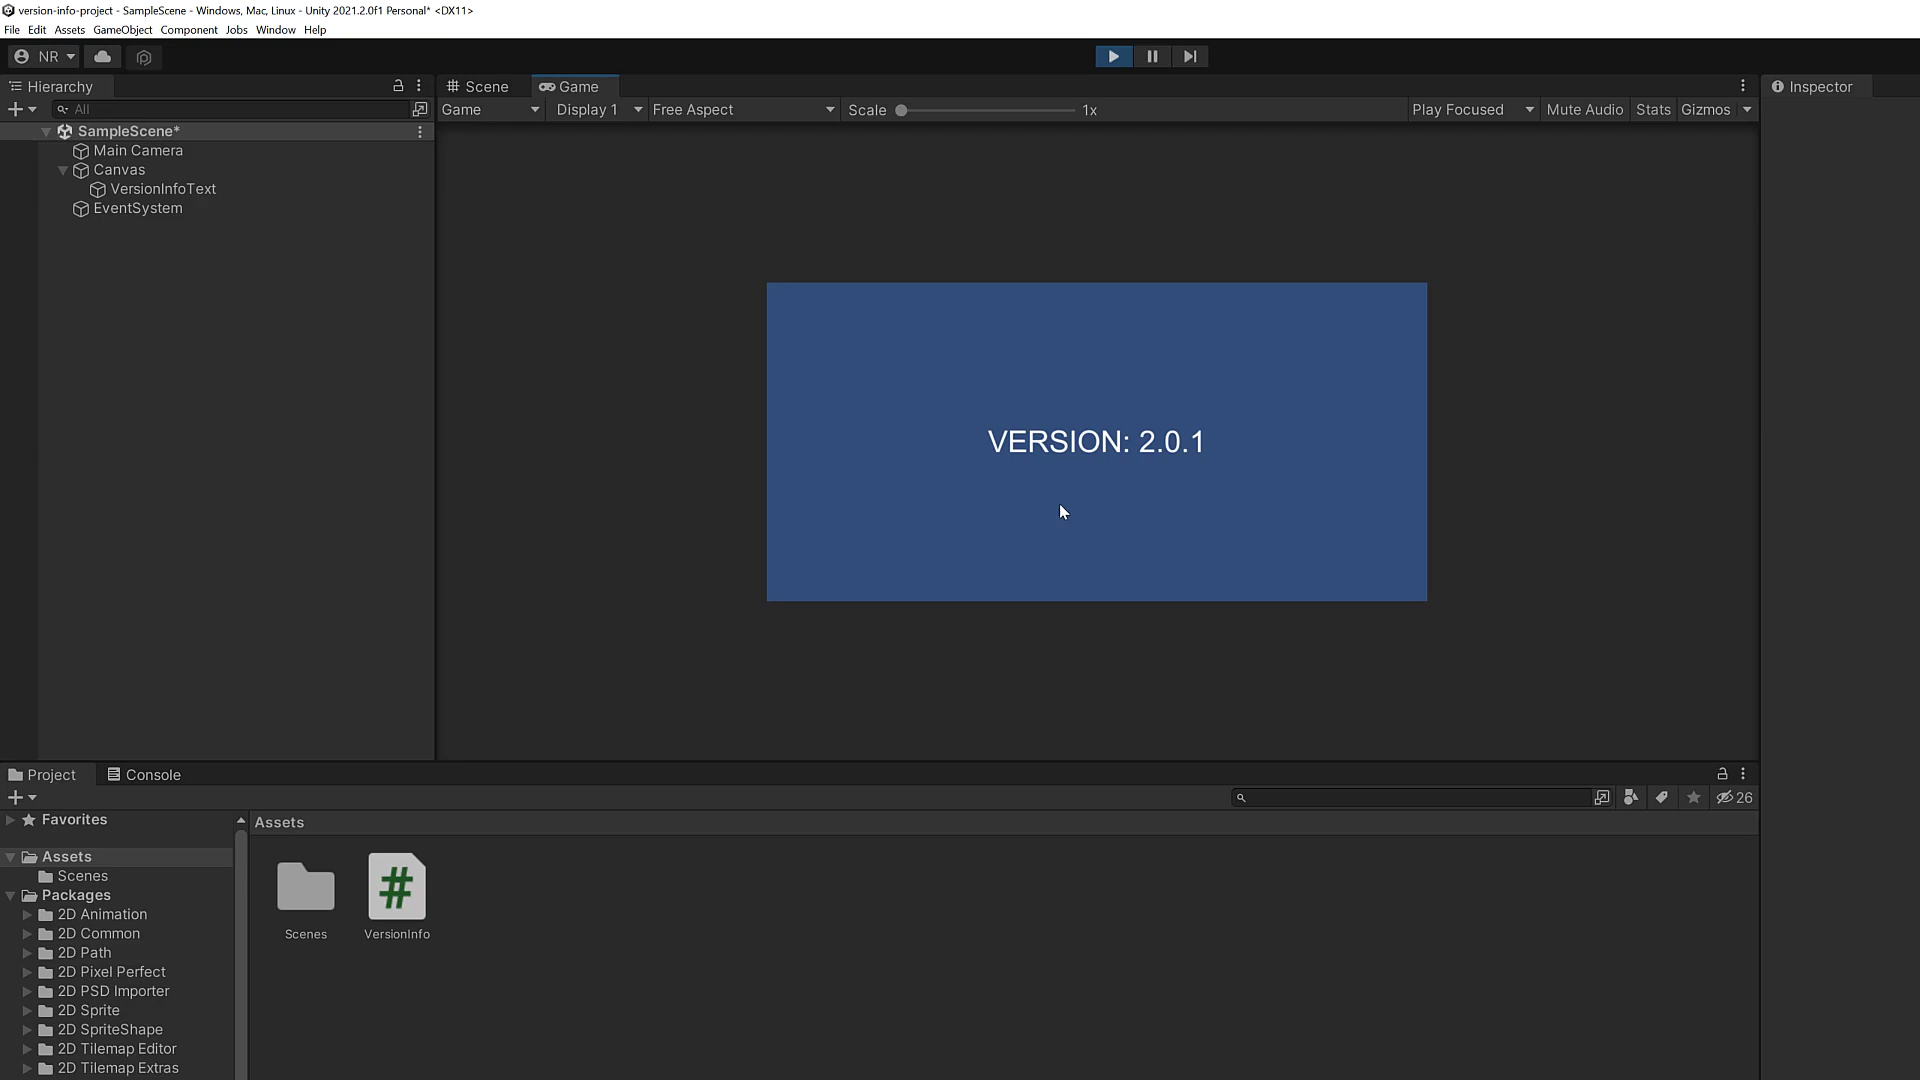 version-info-project - SampleScene - Windows, Mac, Linux - Unity 2021.2.0f1 Personal* <DX11>
File Edit Assets GameObject Component Jobs Window Help
NR
Hierarchy
All
SampleScene*
Main Camera
Canvas
VersionInfoText
EventSystem
Scene Game
Game Display 1 Free Aspect Scale 1x Play Focused Mute Audio Stats Gizmos
VERSION: 2.0.1
Inspector
Project Console
26
Favorites
Assets
Scenes
Packages
2D Animation
2D Common
2D Path
2D Pixel Perfect
2D PSD Importer
2D Sprite
2D SpriteShape
2D Tilemap Editor
2D Tilemap Extras
Assets
#
Scenes VersionInfo